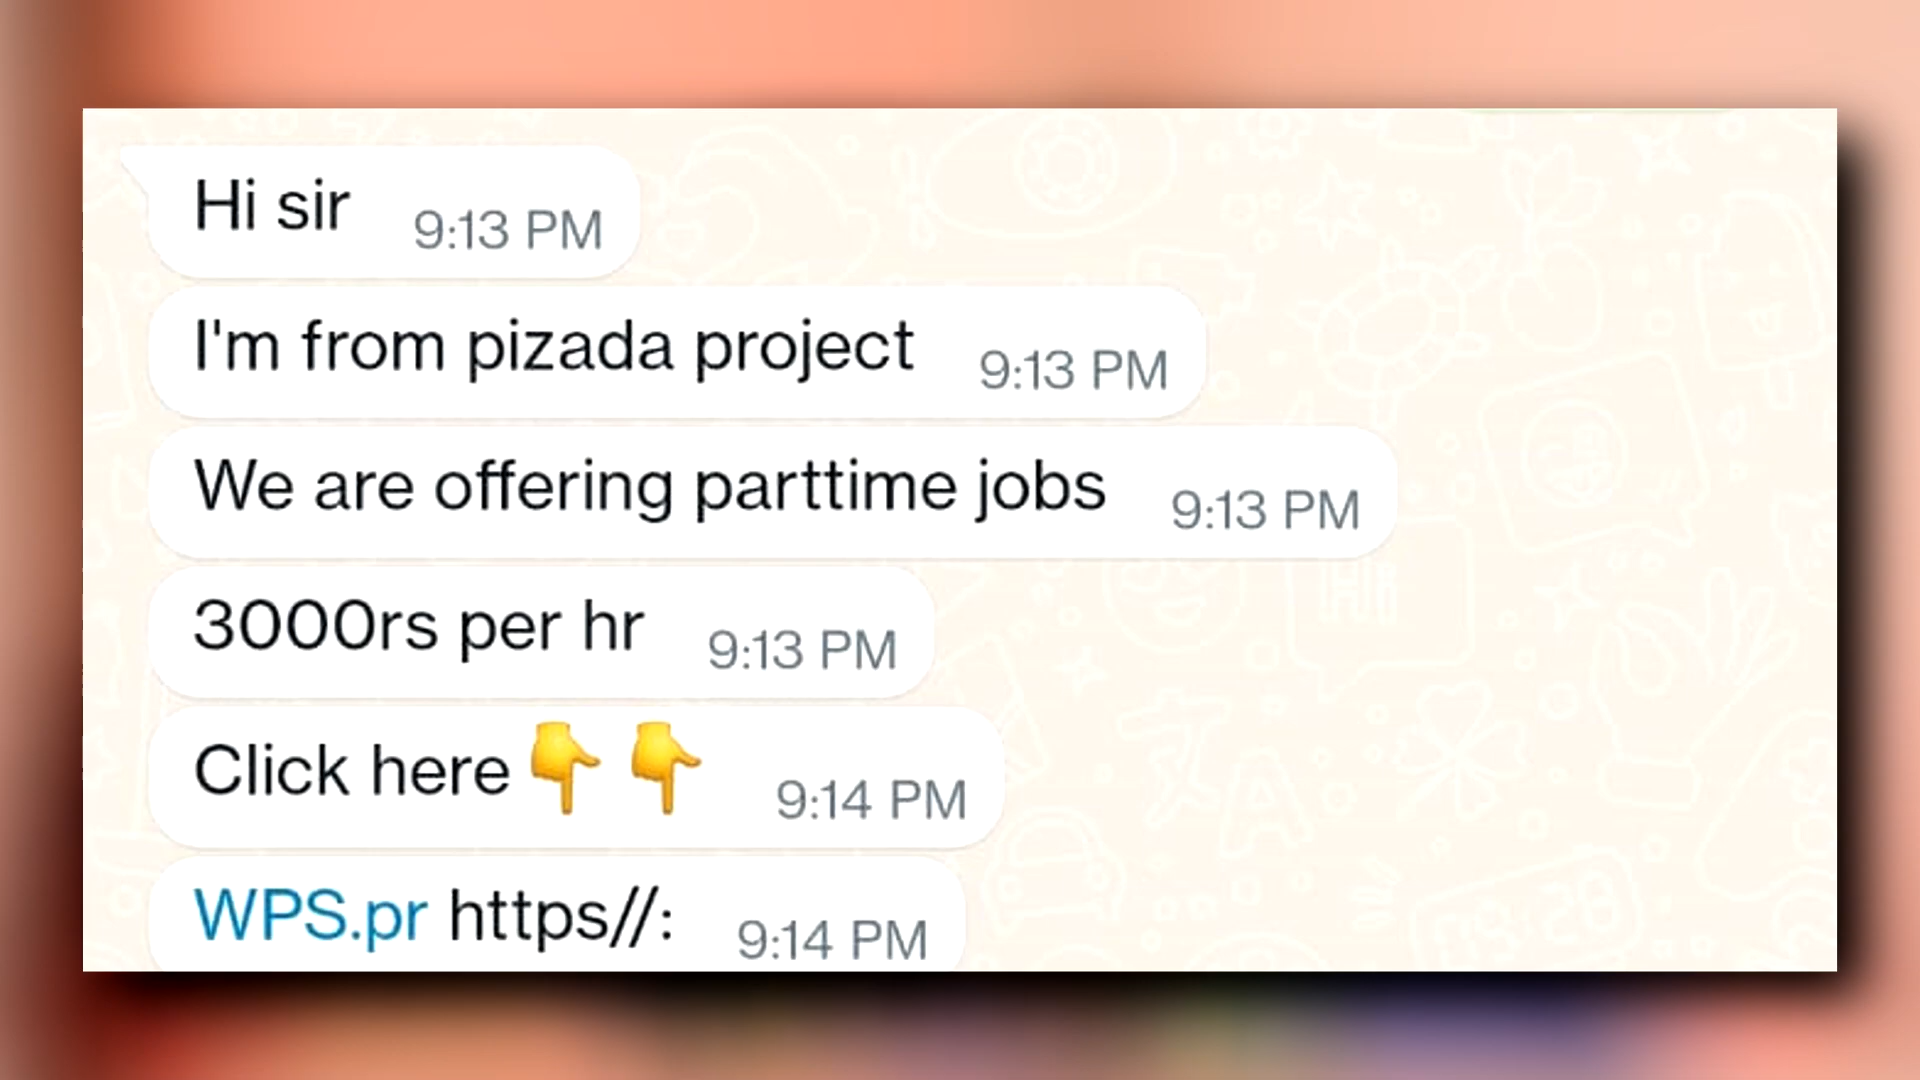 Hi sir 9:13 PM
I'm from pizada project 9:13 PM
We are offering parttime jobs 9:13 PM
3000rs per hr 9:13 PM
Click here👇👇 9:14 PM
WPS.pr https//: 9:14 PM